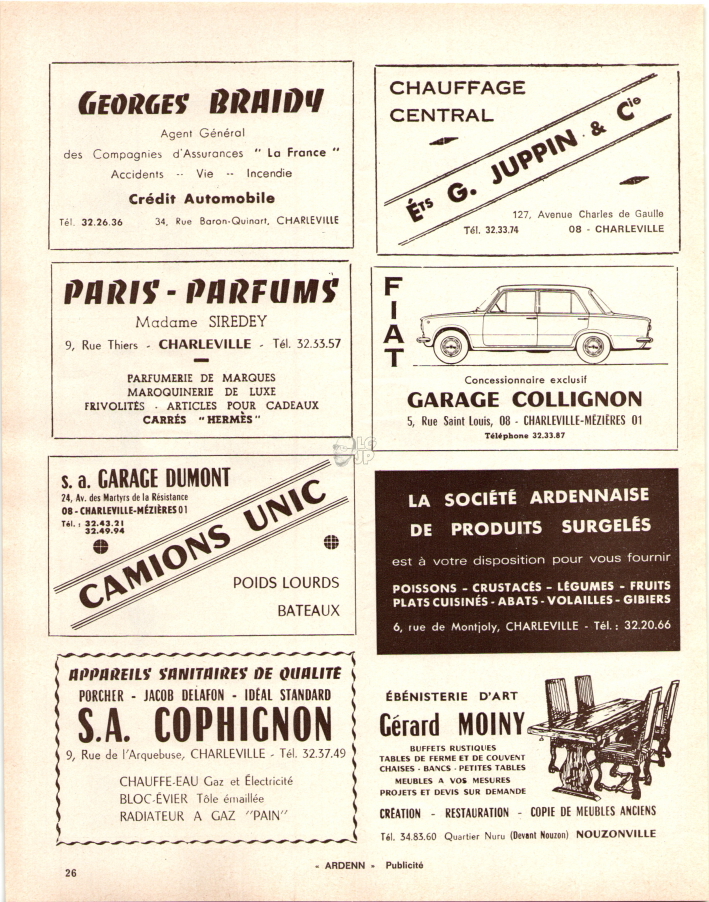 GEORGES BRAIDY
Agent Général
des Compagnies d'Assurances " La France "
Accidents -- Vie -- Incendie
Crédit Automobile
Tél. 32.26.36 34, Rue Baron-Quinart, CHARLEVILLE
CHAUFFAGE
CENTRAL
Éts G. JUPPIN & Cie
127, Avenue Charles de Gaulle
Tél. 32.33.74 08 - CHARLEVILLE
PARIS - PARFUMS
Madame SIREDEY
9, Rue Thiers - CHARLEVILLE - Tél. 32.33.57
PARFUMERIE DE MARQUES
MAROQUINERIE DE LUXE
FRIVOLITÉS - ARTICLES POUR CADEAUX
CARRÉS "HERMÈS"
FIAT
Concessionnaire exclusif
GARAGE COLLIGNON
5, Rue Saint Louis, 08 - CHARLEVILLE-MÉZIÈRES 01
Téléphone 32.33.87
LC
JP
s. a. GARAGE DUMONT
24, Av. des Martyrs de la Résistance
08 - CHARLEVILLE-MÉZIÈRES 01
Tél. : 32.43.21
32.49.94
CAMIONS UNIC
POIDS LOURDS
BATEAUX
LA SOCIÉTÉ ARDENNAISE
DE PRODUITS SURGELÉS
est à votre disposition pour vous fournir
POISSONS - CRUSTACÉS - LÉGUMES - FRUITS
PLATS CUISINÉS - ABATS - VOLAILLES - GIBIERS
6, rue de Montjoly, CHARLEVILLE - Tél. : 32.20.66
APPAREILS SANITAIRES DE QUALITÉ
PORCHER - JACOB DELAFON - IDÉAL STANDARD
S.A. COPHIGNON
9, Rue de l'Arquebuse, CHARLEVILLE - Tél. 32.37.49
CHAUFFE-EAU Gaz et Électricité
BLOC-ÉVIER Tôle émaillée
RADIATEUR A GAZ "PAIN"
ÉBÉNISTERIE D'ART
Gérard MOINY
BUFFETS RUSTIQUES
TABLES DE FERME ET DE COUVENT
CHAISES - BANCS - PETITES TABLES
MEUBLES A VOS MESURES
PROJETS ET DEVIS SUR DEMANDE
CRÉATION - RESTAURATION - COPIE DE MEUBLES ANCIENS
Tél. 34.83.60 Quartier Nuru (Devant Nouzon) NOUZONVILLE
« ARDENN » Publicité
26